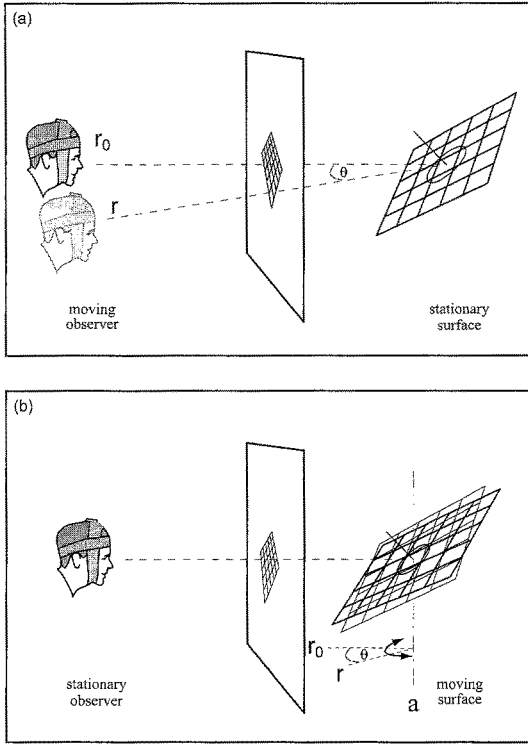 (a)
r0
θ
r
moving
observer
stationary
surface
(b)
r0
θ
r
a
stationary
observer
moving
surface